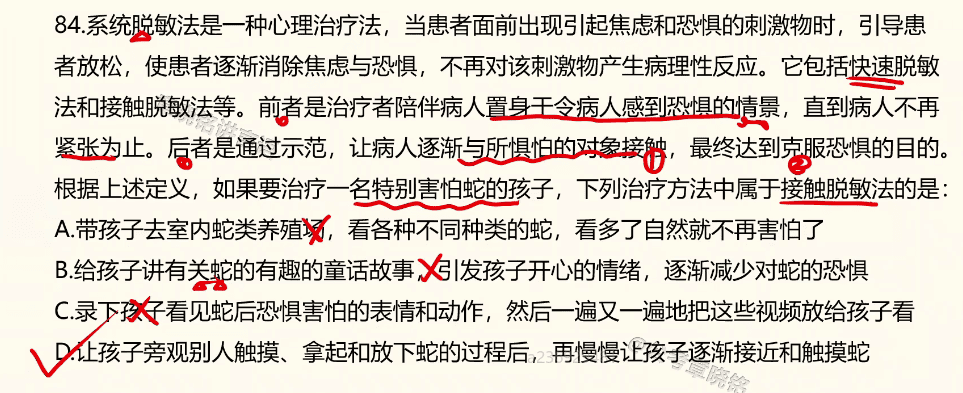 84.系统脱敏法是一种心理治疗法，当患者面前出现引起焦虑和恐惧的刺激物时，引导患
者放松，使患者逐渐消除焦虑与恐惧，不再对该刺激物产生病理性反应。它包括快速脱敏
法和接触脱敏法等。前者是治疗者陪伴病人置身于令病人感到恐惧的情景，直到病人不再
紧张为止。后者是通过示范，让病人逐渐与所惧怕的对象接触，最终达到克服恐惧的目的。
① ②
根据上述定义，如果要治疗一名特别害怕蛇的孩子，下列治疗方法中属于接触脱敏法的是：
A.带孩子去室内蛇类养殖场，看各种不同种类的蛇，看多了自然就不再害怕了
B.给孩子讲有关蛇的有趣的童话故事，引发孩子开心的情绪，逐渐减少对蛇的恐惧
C.录下孩子看见蛇后恐惧害怕的表情和动作，然后一遍又一遍地把这些视频放给孩子看
D.让孩子旁观别人触摸、拿起和放下蛇的过程后，再慢慢让孩子逐渐接近和触摸蛇